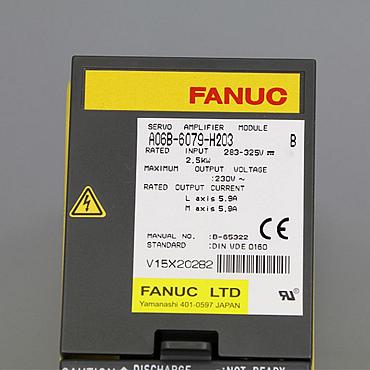 FANUC
SERVO AMPLIFIER MODULE
A06B-6079-H203 B
RATED INPUT 283-325V
2,5KW
MAXIMUM OUTPUT VOLTAGE
:230V ~
RATED OUTPUT CURRENT
L axis 5.9A
M axis 5.9A
CE
MANUAL NO. :B-65322
STANDARD :DIN VDE 0160
V15X20282
FANUC LTD
Yamanashi 401-0597 JAPAN
CAUTION DISCHARGE :NOT READY